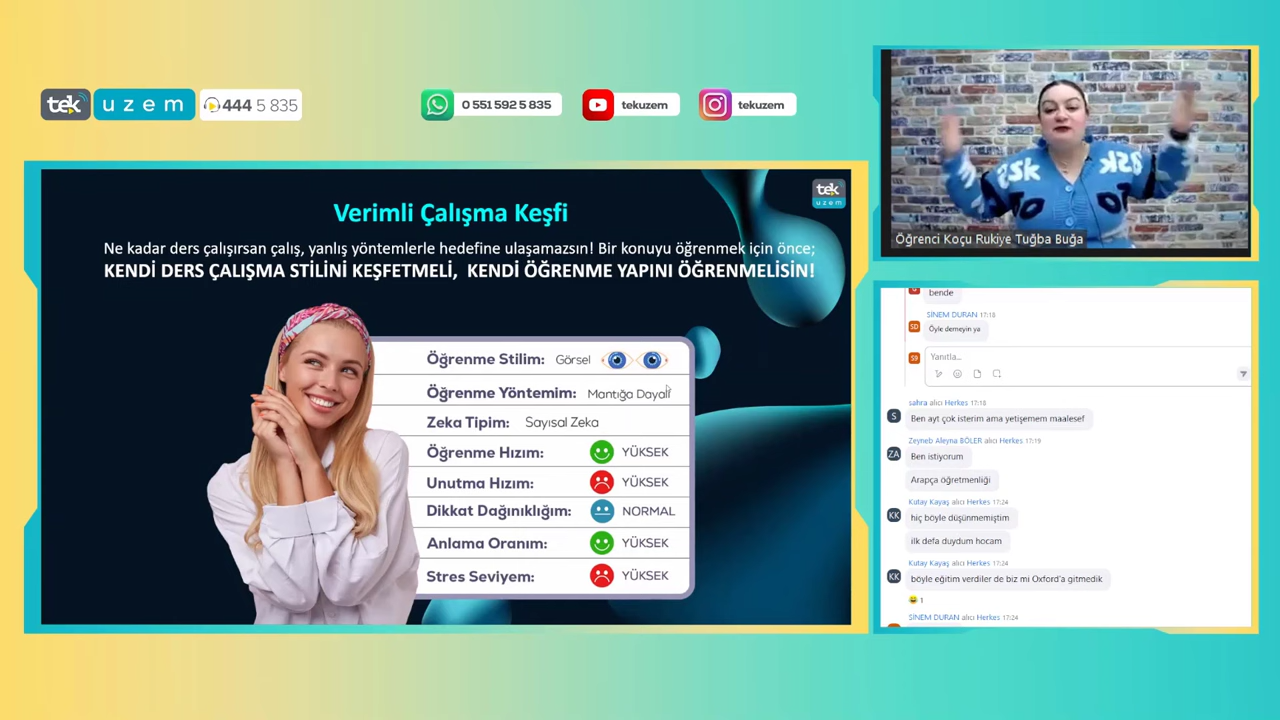 tek uzem 444 5 835
0 551 592 5 835
tekuzem
tekuzem
tek
uzem
Verimli Çalışma Keşfi
Ne kadar ders çalışırsan çalış, yanlış yöntemlerle hedefine ulaşamazsın! Bir konuyu öğrenmek için önce;
KENDİ DERS ÇALIŞMA STİLİNİ KEŞFETMELİ, KENDİ ÖĞRENME YAPINI ÖĞRENMELİSİN!
Öğrenme Stilim: Görsel
Öğrenme Yöntemim: Mantığa Dayalı
Zeka Tipim: Sayısal Zeka
Öğrenme Hızım: YÜKSEK
Unutma Hızım: YÜKSEK
Dikkat Dağınıklığım: NORMAL
Anlama Oranım: YÜKSEK
Stres Seviyem: YÜKSEK
Öğrenci Koçu Rukiye Tuğba Buğa
bende
SİNEM DURAN 17:18
SD Öyle demeyin ya
S9 Yanıtla...
sahra alıcı Herkes 17:18
S Ben ayt çok isterim ama yetişemem maalesef
Zeyneb Aleyna BÖLER alıcı Herkes 17:19
ZA Ben istiyorum
Arapça öğretmenliği
Kutay Kayaş alıcı Herkes 17:24
KK hiç böyle düşünmemiştim
ilk defa duydum hocam
Kutay Kayaş alıcı Herkes 17:24
KK böyle eğitim verdiler de biz mi Oxford'a gitmedik
1
SİNEM DURAN alıcı Herkes 17:24